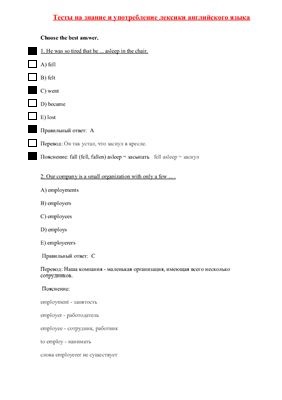 Тесты на знание и употребление лексики английского языка
Choose the best answer.
1. He was so tired that he ... asleep in the chair.
A) fell
B) felt
C) went
D) became
E) lost
Правильный ответ: A
Перевод: Он так устал, что заснул в кресле.
Пояснение: fall (fell, fallen) asleep = засыпать fell asleep = заснул
2. Our company is a small organization with only a few ... .
A) employments
B) employers
C) employees
D) employs
E) employerers
Правильный ответ: C
Перевод: Наша компания - маленькая организация, имеющая всего несколько
сотрудников.
Пояснение:
employment - занятость
employer - работодатель
employee - сотрудник, работник
to employ - нанимать
слова employerer не существует